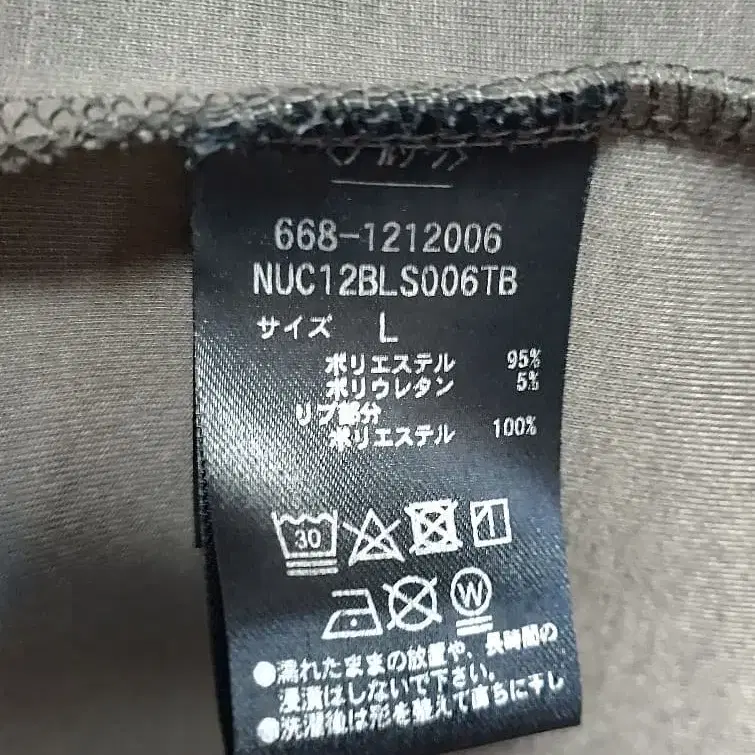 668-1212006
NUC12BLS006TB
サイズ L
ポリエステル 95%
ポリウレタン 5%
リブ部分
ポリエステル 100%
30
W
●濡れたままの放置や、長時間の
浸漬はしないで下さい。
●洗濯後は形を整えて直ちに干し